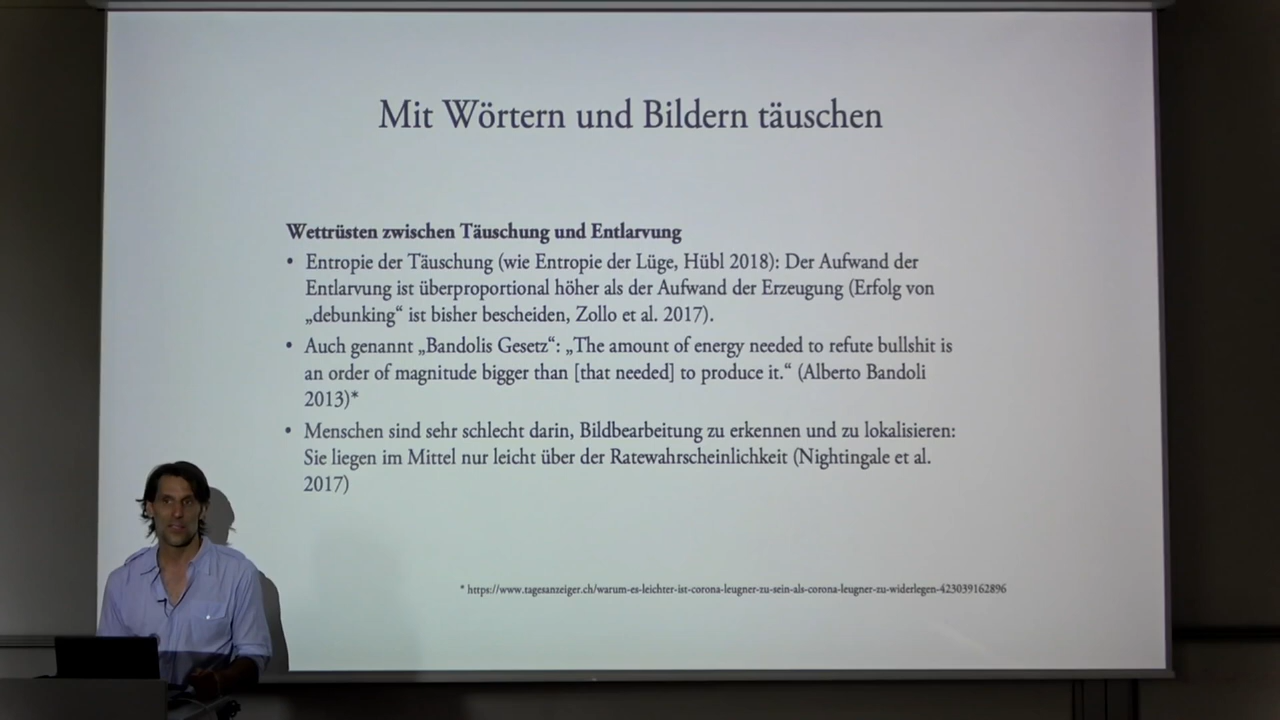 Mit Wörtern und Bildern täuschen
Wettrüsten zwischen Täuschung und Entlarvung
• Entropie der Täuschung (wie Entropie der Lüge, Hübl 2018): Der Aufwand der
Entlarvung ist überproportional höher als der Aufwand der Erzeugung (Erfolg von
„debunking“ ist bisher bescheiden, Zollo et al. 2017).
• Auch genannt „Bandolis Gesetz“: „The amount of energy needed to refute bullshit is
an order of magnitude bigger than [that needed] to produce it.“ (Alberto Bandoli
2013)*
• Menschen sind sehr schlecht darin, Bildbearbeitung zu erkennen und zu lokalisieren:
Sie liegen im Mittel nur leicht über der Ratewahrscheinlichkeit (Nightingale et al.
2017)
* https://www.tagesanzeiger.ch/warum-es-leichter-ist-corona-leugner-zu-sein-als-corona-leugner-zu-widerlegen-423039162896